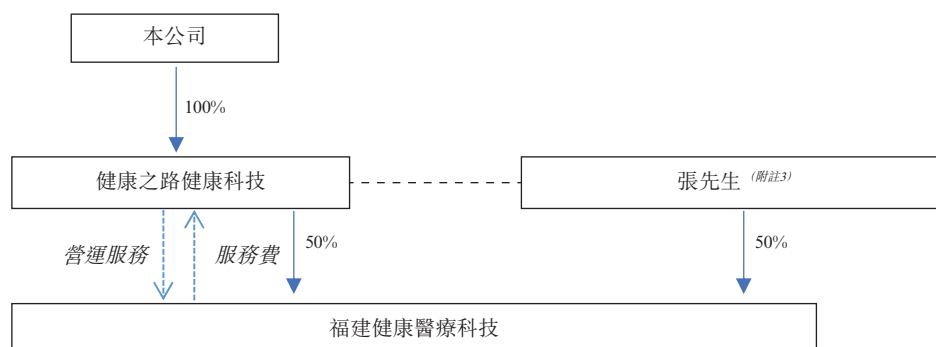 本公司
100%
健康之路健康科技
張先生 (附註3)
營運服務
服務費
50%
50%
福建健康醫療科技